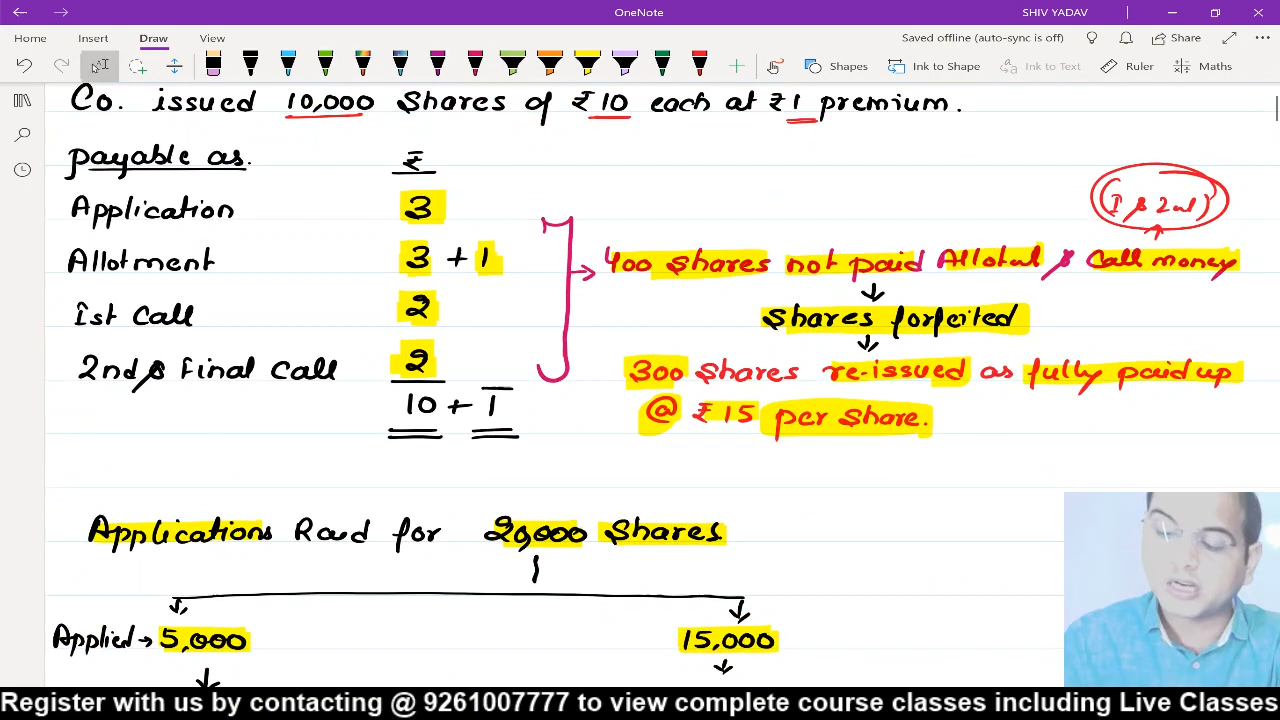 OneNote
SHIV YADAV
Home Insert Draw View
Saved offline (auto-sync is off)
Share
Shapes Ink to Shape Ink to Text Ruler Maths
Co. issued 10,000 Shares of ₹10 each at ₹1 premium.
payable as. ₹
Application 3
Allotment 3 + 1
Ist Call 2
2nd & Final Call 2
10 + 1
(I & 2nd)
400 Shares not paid Allotal & Call money
Shares forfeited
300 Shares re-issued as fully paid up
@ ₹15 per Share.
Applications Recd for 20,000 Shares
Applied → 5,000 15,000
Register with us by contacting @ 9261007777 to view complete course classes including Live Classes